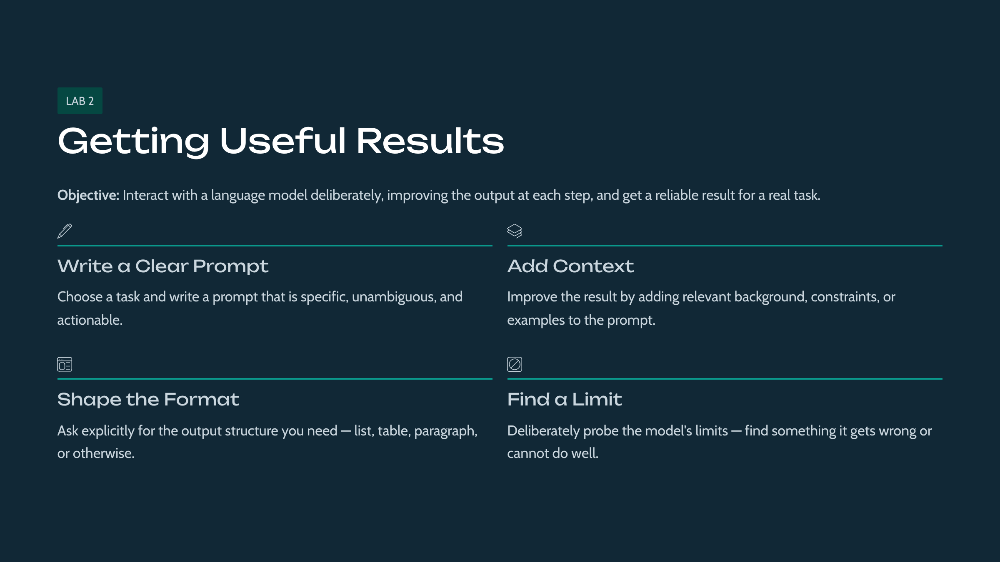 LAB 2
Getting Useful Results
Objective: Interact with a language model deliberately, improving the output at each step, and get a reliable result for a real task.
Write a Clear Prompt
Choose a task and write a prompt that is specific, unambiguous, and
actionable.
Add Context
Improve the result by adding relevant background, constraints, or
examples to the prompt.
Shape the Format
Ask explicitly for the output structure you need — list, table, paragraph,
or otherwise.
Find a Limit
Deliberately probe the model's limits — find something it gets wrong or
cannot do well.